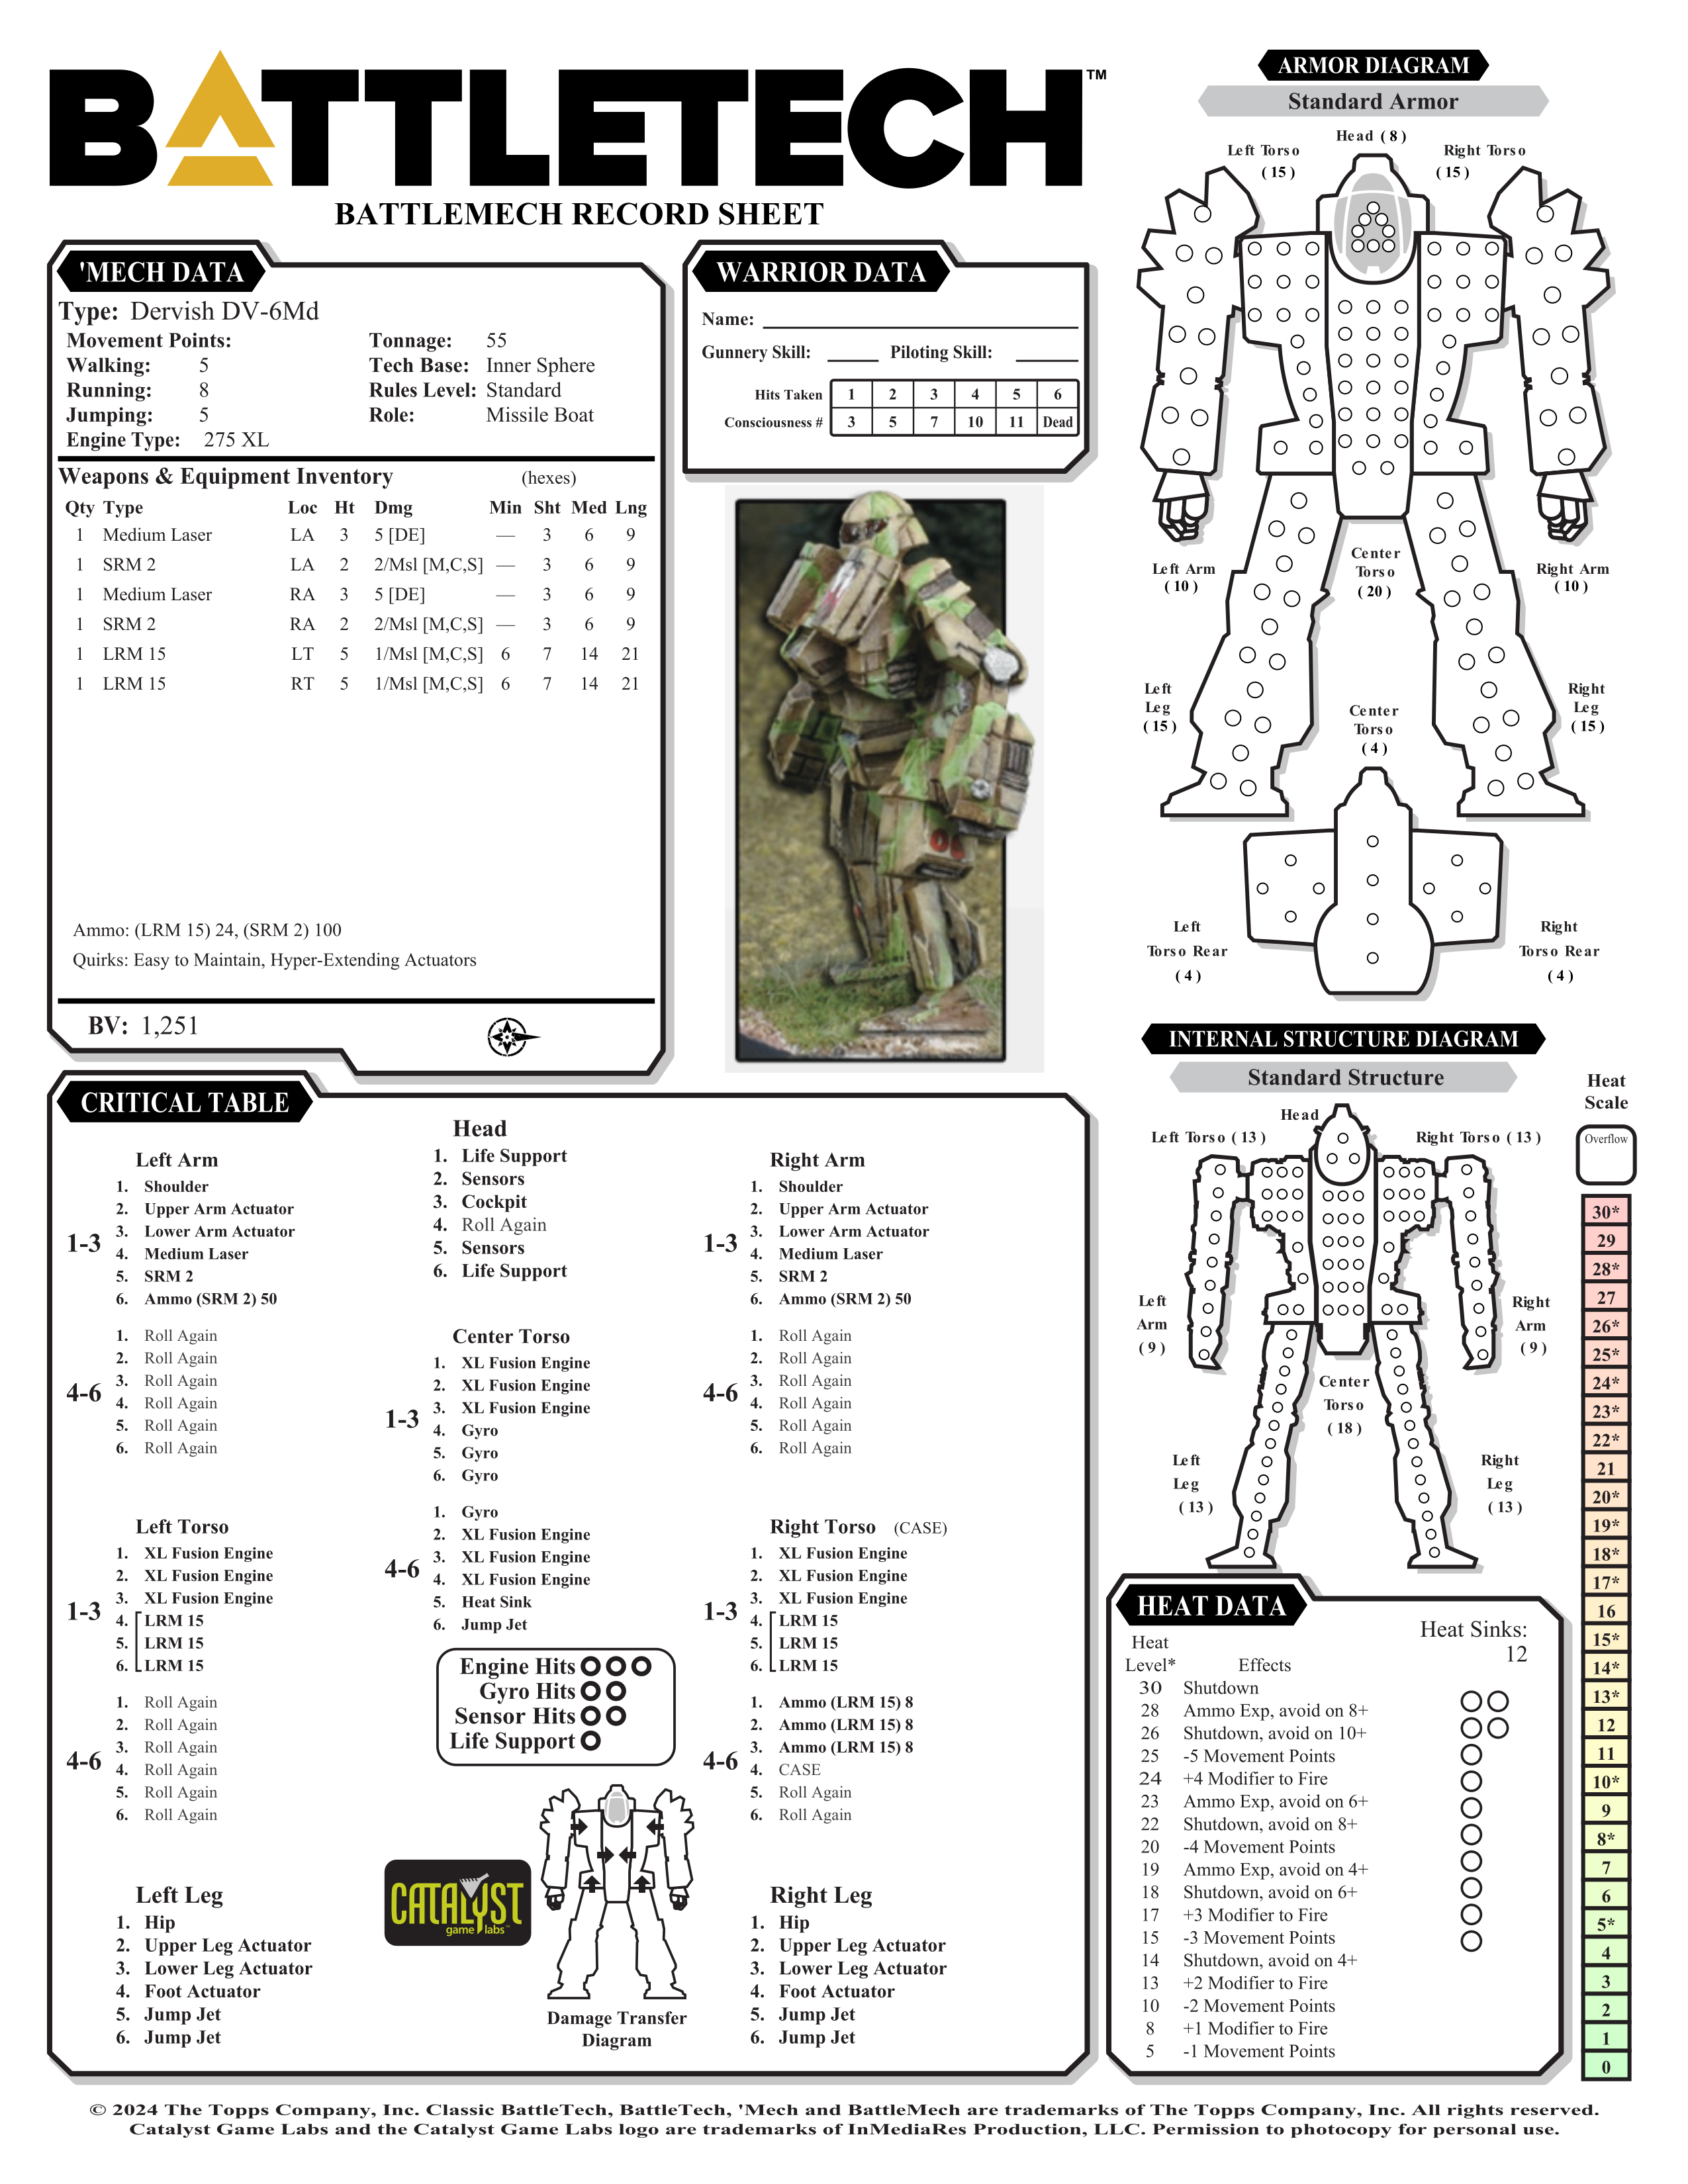 BATTLETECH™
BATTLEMECH RECORD SHEET
'MECH DATA
Type: Dervish DV-6Md
Movement Points:
Walking: 5
Running: 8
Jumping: 5
Engine Type: 275 XL
Tonnage: 55
Tech Base: Inner Sphere
Rules Level: Standard
Role: Missile Boat
Weapons & Equipment Inventory (hexes)
Qty Type Loc Ht Dmg Min Sht Med Lng
1 Medium Laser LA 3 5 [DE] — 3 6 9
1 SRM 2 LA 2 2/Msl [M,C,S] — 3 6 9
1 Medium Laser RA 3 5 [DE] — 3 6 9
1 SRM 2 RA 2 2/Msl [M,C,S] — 3 6 9
1 LRM 15 LT 5 1/Msl [M,C,S] 6 7 14 21
1 LRM 15 RT 5 1/Msl [M,C,S] 6 7 14 21
Ammo: (LRM 15) 24, (SRM 2) 100
Quirks: Easy to Maintain, Hyper-Extending Actuators
BV: 1,251
WARRIOR DATA
Name:
Gunnery Skill: Piloting Skill:
Hits Taken 1 2 3 4 5 6
Consciousness # 3 5 7 10 11 Dead
ARMOR DIAGRAM
Standard Armor
Head ( 8 )
Left Torso
( 15 )
Right Torso
( 15 )
Left Arm
( 10 )
Center
Torso
( 20 )
Right Arm
( 10 )
Left
Leg
( 15 )
Center
Torso
( 4 )
Right
Leg
( 15 )
Left
Torso Rear
( 4 )
Right
Torso Rear
( 4 )
INTERNAL STRUCTURE DIAGRAM
Standard Structure
Head
Left Torso ( 13 )
Right Torso ( 13 )
Left
Arm
( 9 )
Right
Arm
( 9 )
Center
Torso
( 18 )
Left
Leg
( 13 )
Right
Leg
( 13 )
Heat
Scale
Overflow
30*
29
28*
27
26*
25*
24*
23*
22*
21
20*
19*
18*
17*
16
15*
14*
13*
12
11
10*
9
8*
7
6
5*
4
3
2
1
0
CRITICAL TABLE
Left Arm
1-3
1. Shoulder
2. Upper Arm Actuator
3. Lower Arm Actuator
4. Medium Laser
5. SRM 2
6. Ammo (SRM 2) 50
4-6
1. Roll Again
2. Roll Again
3. Roll Again
4. Roll Again
5. Roll Again
6. Roll Again
Left Torso
1-3
1. XL Fusion Engine
2. XL Fusion Engine
3. XL Fusion Engine
4. LRM 15
5. LRM 15
6. LRM 15
4-6
1. Roll Again
2. Roll Again
3. Roll Again
4. Roll Again
5. Roll Again
6. Roll Again
Left Leg
1. Hip
2. Upper Leg Actuator
3. Lower Leg Actuator
4. Foot Actuator
5. Jump Jet
6. Jump Jet
Head
1. Life Support
2. Sensors
3. Cockpit
4. Roll Again
5. Sensors
6. Life Support
Center Torso
1-3
1. XL Fusion Engine
2. XL Fusion Engine
3. XL Fusion Engine
4. Gyro
5. Gyro
6. Gyro
4-6
1. Gyro
2. XL Fusion Engine
3. XL Fusion Engine
4. XL Fusion Engine
5. Heat Sink
6. Jump Jet
Engine Hits
Gyro Hits
Sensor Hits
Life Support
CATALYST
game labs™
Damage Transfer
Diagram
Right Arm
1-3
1. Shoulder
2. Upper Arm Actuator
3. Lower Arm Actuator
4. Medium Laser
5. SRM 2
6. Ammo (SRM 2) 50
4-6
1. Roll Again
2. Roll Again
3. Roll Again
4. Roll Again
5. Roll Again
6. Roll Again
Right Torso (CASE)
1-3
1. XL Fusion Engine
2. XL Fusion Engine
3. XL Fusion Engine
4. LRM 15
5. LRM 15
6. LRM 15
4-6
1. Ammo (LRM 15) 8
2. Ammo (LRM 15) 8
3. Ammo (LRM 15) 8
4. CASE
5. Roll Again
6. Roll Again
Right Leg
1. Hip
2. Upper Leg Actuator
3. Lower Leg Actuator
4. Foot Actuator
5. Jump Jet
6. Jump Jet
HEAT DATA
Heat Sinks:
12
Heat
Level* Effects
30 Shutdown
28 Ammo Exp, avoid on 8+
26 Shutdown, avoid on 10+
25 -5 Movement Points
24 +4 Modifier to Fire
23 Ammo Exp, avoid on 6+
22 Shutdown, avoid on 8+
20 -4 Movement Points
19 Ammo Exp, avoid on 4+
18 Shutdown, avoid on 6+
17 +3 Modifier to Fire
15 -3 Movement Points
14 Shutdown, avoid on 4+
13 +2 Modifier to Fire
10 -2 Movement Points
8 +1 Modifier to Fire
5 -1 Movement Points
© 2024 The Topps Company, Inc. Classic BattleTech, BattleTech, 'Mech and BattleMech are trademarks of The Topps Company, Inc. All rights reserved.
Catalyst Game Labs and the Catalyst Game Labs logo are trademarks of InMediaRes Production, LLC. Permission to photocopy for personal use.